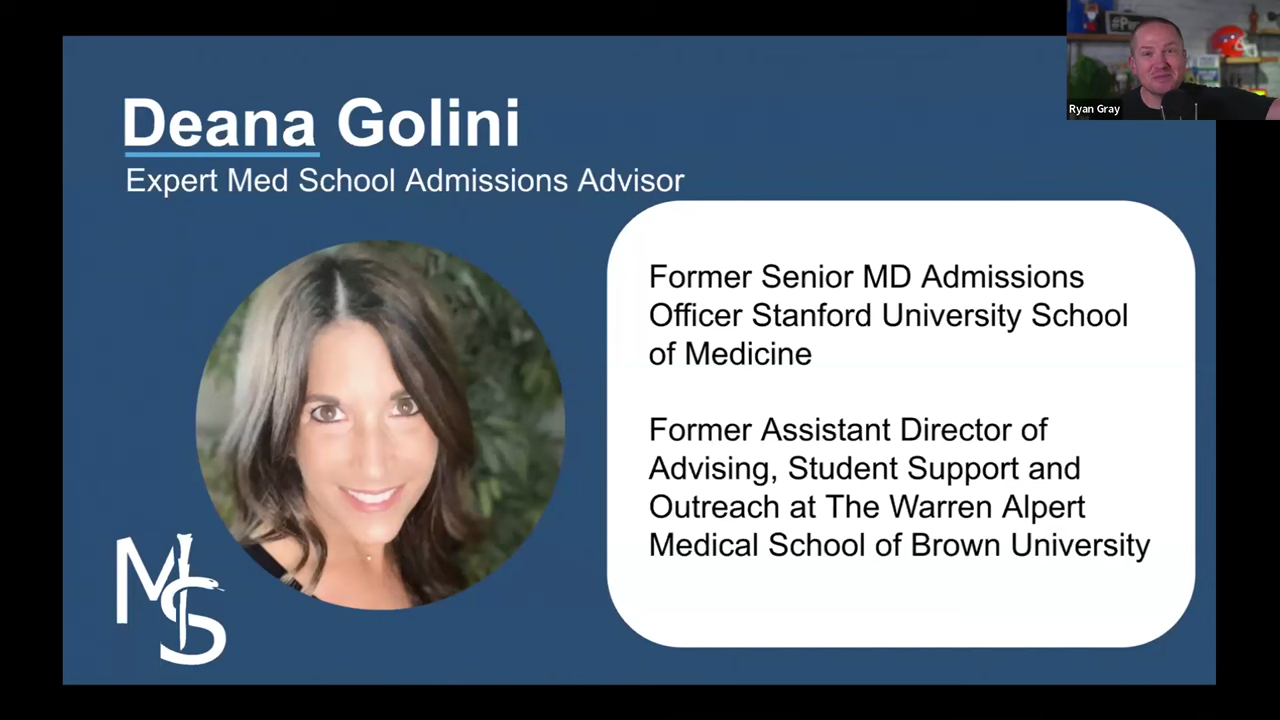 Deana Golini
Expert Med School Admissions Advisor
Former Senior MD Admissions
Officer Stanford University School
of Medicine
Former Assistant Director of
Advising, Student Support and
Outreach at The Warren Alpert
Medical School of Brown University
MS
Ryan Gray